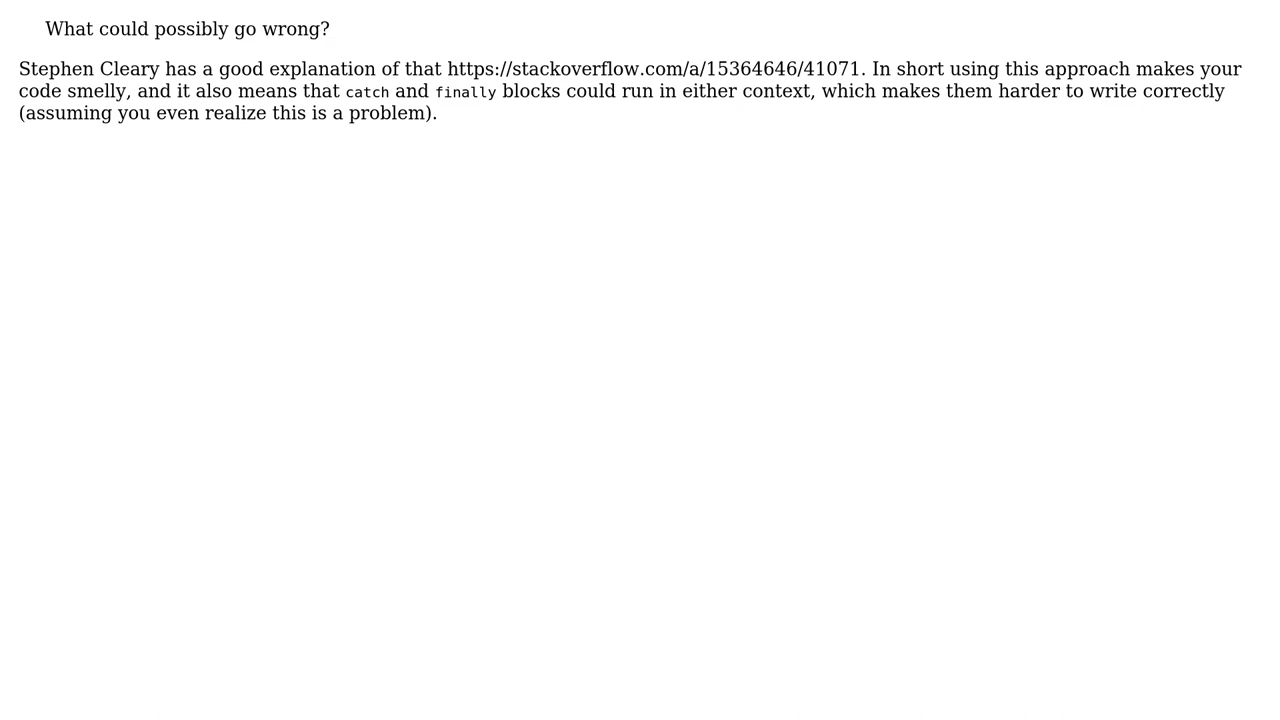 What could possibly go wrong?
Stephen Cleary has a good explanation of that https://stackoverflow.com/a/15364646/41071. In short using this approach makes your
code smelly, and it also means that catch and finally blocks could run in either context, which makes them harder to write correctly
(assuming you even realize this is a problem).